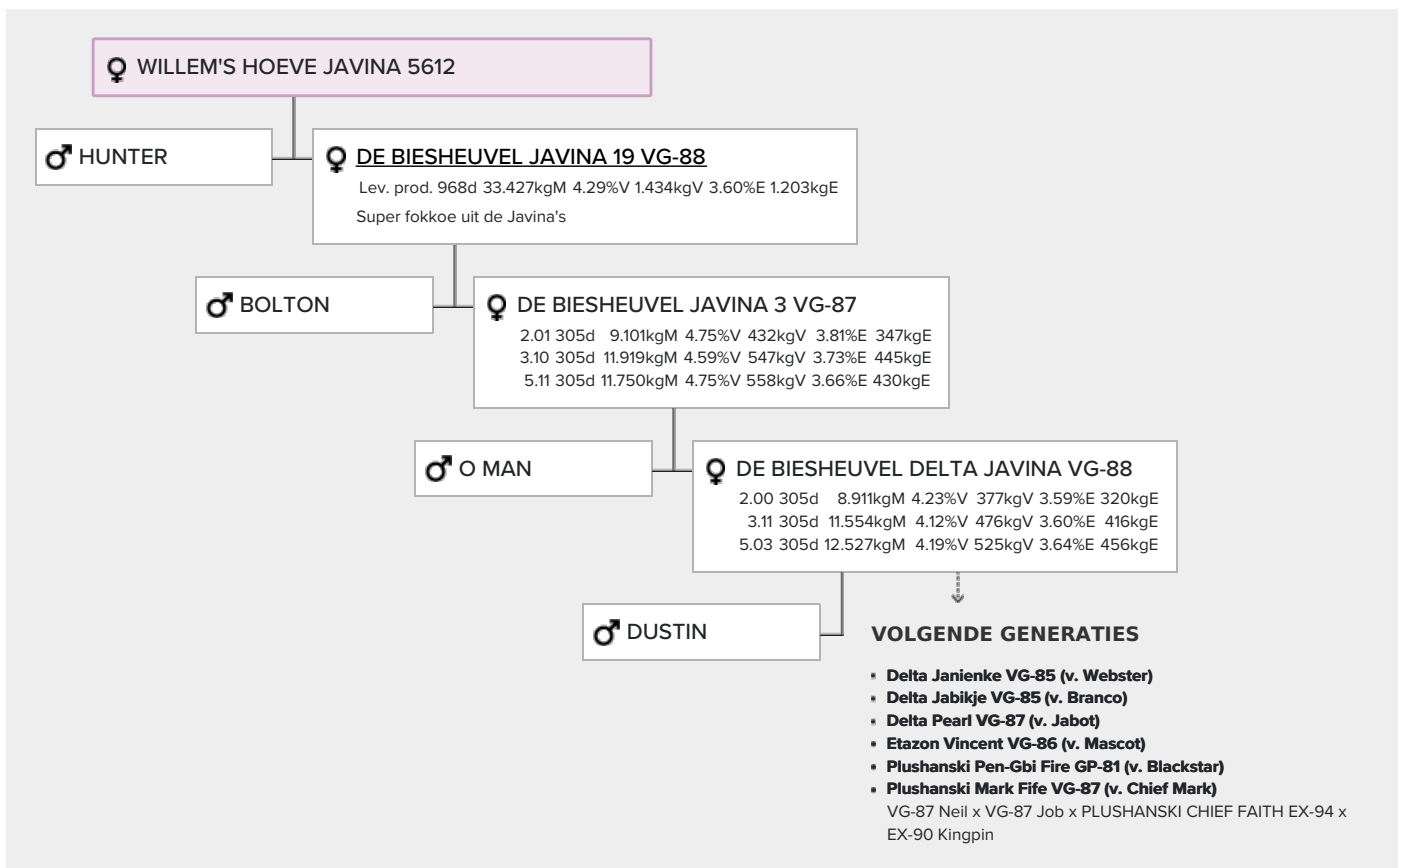 WILLEM'S HOEVE JAVINA 5612
HUNTER
DE BIESHEUVEL JAVINA 19 VG-88
Lev. prod. 968d 33.427kgM 4.29%V 1.434kgV 3.60%E 1.203kgE
Super fokkoe uit de Javina's
BOLTON
DE BIESHEUVEL JAVINA 3 VG-87
2.01 305d 9.101kgM 4.75%V 432kgV 3.81%E 347kgE
3.10 305d 11.919kgM 4.59%V 547kgV 3.73%E 445kgE
5.11 305d 11.750kgM 4.75%V 558kgV 3.66%E 430kgE
O MAN
DE BIESHEUVEL DELTA JAVINA VG-88
2.00 305d 8.911kgM 4.23%V 377kgV 3.59%E 320kgE
3.11 305d 11.554kgM 4.12%V 476kgV 3.60%E 416kgE
5.03 305d 12.527kgM 4.19%V 525kgV 3.64%E 456kgE
DUSTIN
VOLGENDE GENERATIES
Delta Janienke VG-85 (v. Webster)
Delta Jabikje VG-85 (v. Branco)
Delta Pearl VG-87 (v. Jabot)
Etazon Vincent VG-86 (v. Mascot)
Plushanski Pen-Gbi Fire GP-81 (v. Blackstar)
Plushanski Mark Fife VG-87 (v. Chief Mark)
VG-87 Neil x VG-87 Job x PLUSHANSKI CHIEF FAITH EX-94 x
EX-90 Kingpin